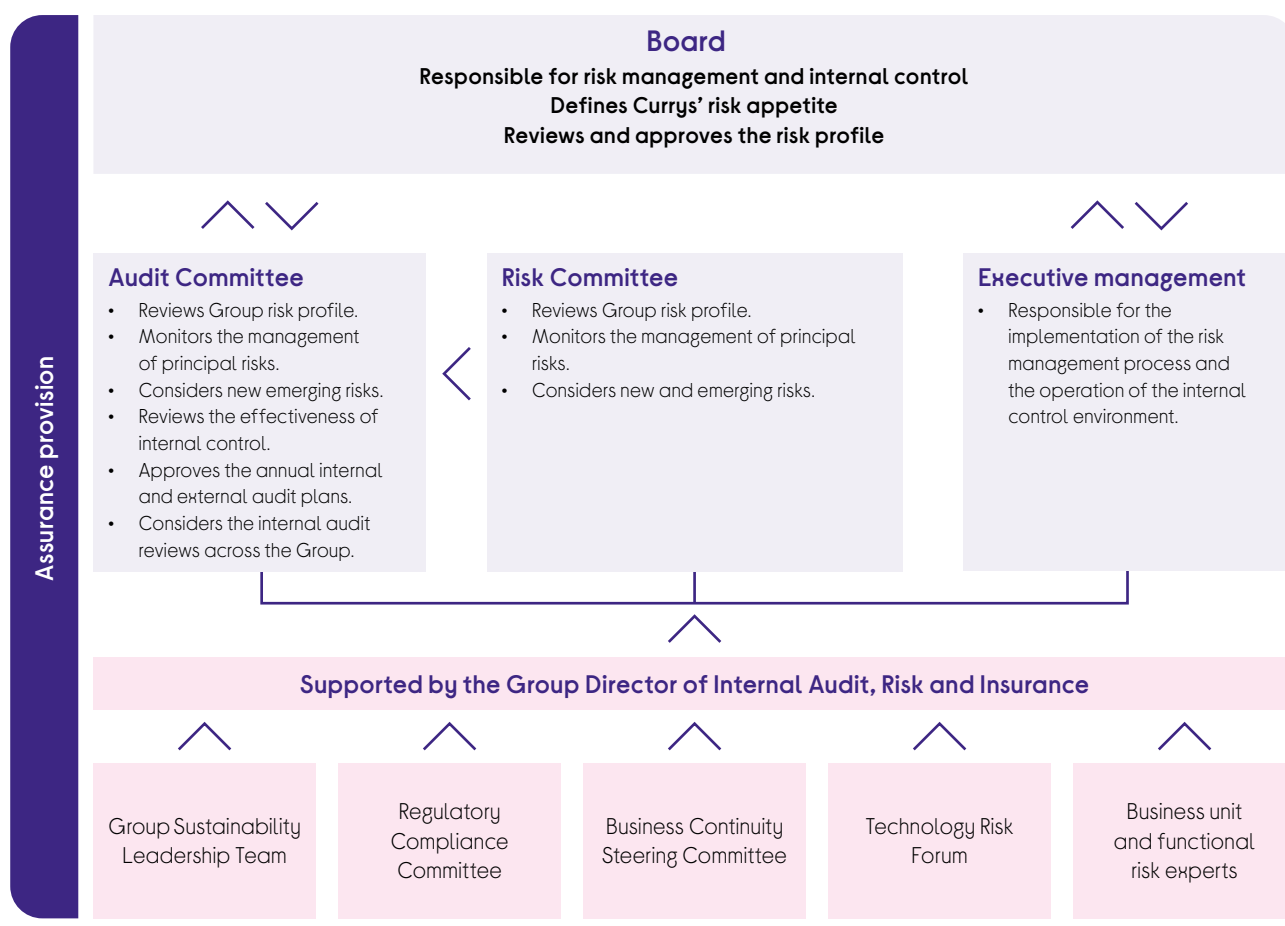 Assurance provision
Board
Responsible for risk management and internal control
Defines Currys’ risk appetite
Reviews and approves the risk profile
Audit Committee
• Reviews Group risk profile.
• Monitors the management
of principal risks.
• Considers new emerging risks.
• Reviews the effectiveness of
internal control.
• Approves the annual internal
and external audit plans.
• Considers the internal audit
reviews across the Group.
Risk Committee
• Reviews Group risk profile.
• Monitors the management of principal
risks.
• Considers new and emerging risks.
Executive management
• Responsible for the
implementation of the risk
management process and
the operation of the internal
control environment.
Supported by the Group Director of Internal Audit, Risk and Insurance
Group Sustainability
Leadership Team
Regulatory
Compliance
Committee
Business Continuity
Steering Committee
Technology Risk
Forum
Business unit
and functional
risk experts